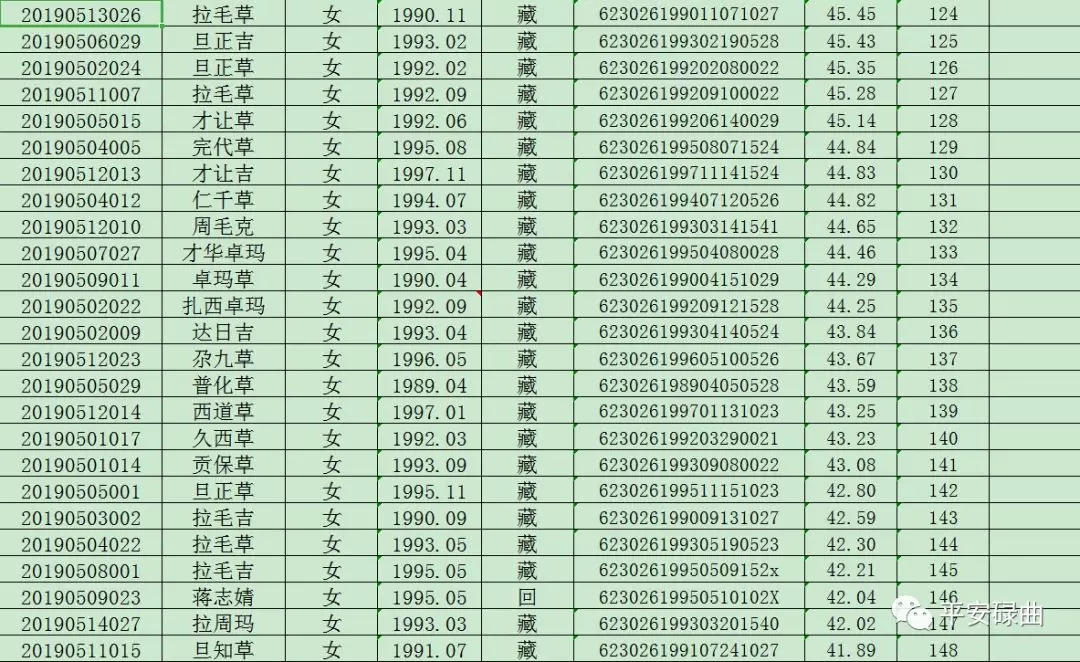 20190513026 拉毛草 女 1990.11 藏 623026199011071027 45.45 124
20190506029 旦正吉 女 1993.02 藏 623026199302190528 45.43 125
20190502024 旦正草 女 1992.02 藏 623026199202080022 45.35 126
20190511007 拉毛草 女 1992.09 藏 623026199209100022 45.28 127
20190505015 才让草 女 1992.06 藏 623026199206140029 45.14 128
20190504005 完代草 女 1995.08 藏 623026199508071524 44.84 129
20190512013 才让吉 女 1997.11 藏 623026199711141524 44.83 130
20190504012 仁千草 女 1994.07 藏 623026199407120526 44.82 131
20190512010 周毛克 女 1993.03 藏 623026199303141541 44.65 132
20190507027 才华卓玛 女 1995.04 藏 623026199504080028 44.46 133
20190509011 卓玛草 女 1990.04 藏 623026199004151029 44.29 134
20190502022 扎西卓玛 女 1992.09 藏 623026199209121528 44.25 135
20190502009 达日吉 女 1993.04 藏 623026199304140524 43.84 136
20190512023 尕九草 女 1996.05 藏 623026199605100526 43.67 137
20190505029 普化草 女 1989.04 藏 623026198904050528 43.59 138
20190512014 西道草 女 1997.01 藏 623026199701131023 43.25 139
20190501017 久西草 女 1992.03 藏 623026199203290021 43.23 140
20190501014 贡保草 女 1993.09 藏 623026199309080022 43.08 141
20190505001 旦正草 女 1995.11 藏 623026199511151023 42.80 142
20190503002 拉毛吉 女 1990.09 藏 623026199009131027 42.59 143
20190504022 拉毛草 女 1993.05 藏 623026199305190523 42.30 144
20190508001 拉毛吉 女 1995.05 藏 62302619950509152x 42.21 145
20190509023 蒋志婧 女 1995.05 回 62302619950510102X 42.04 146
平安碌曲
20190514027 拉周玛 女 1993.03 藏 623026199303201540 42.02 147
20190511015 旦知草 女 1991.07 藏 623026199107241027 41.89 148